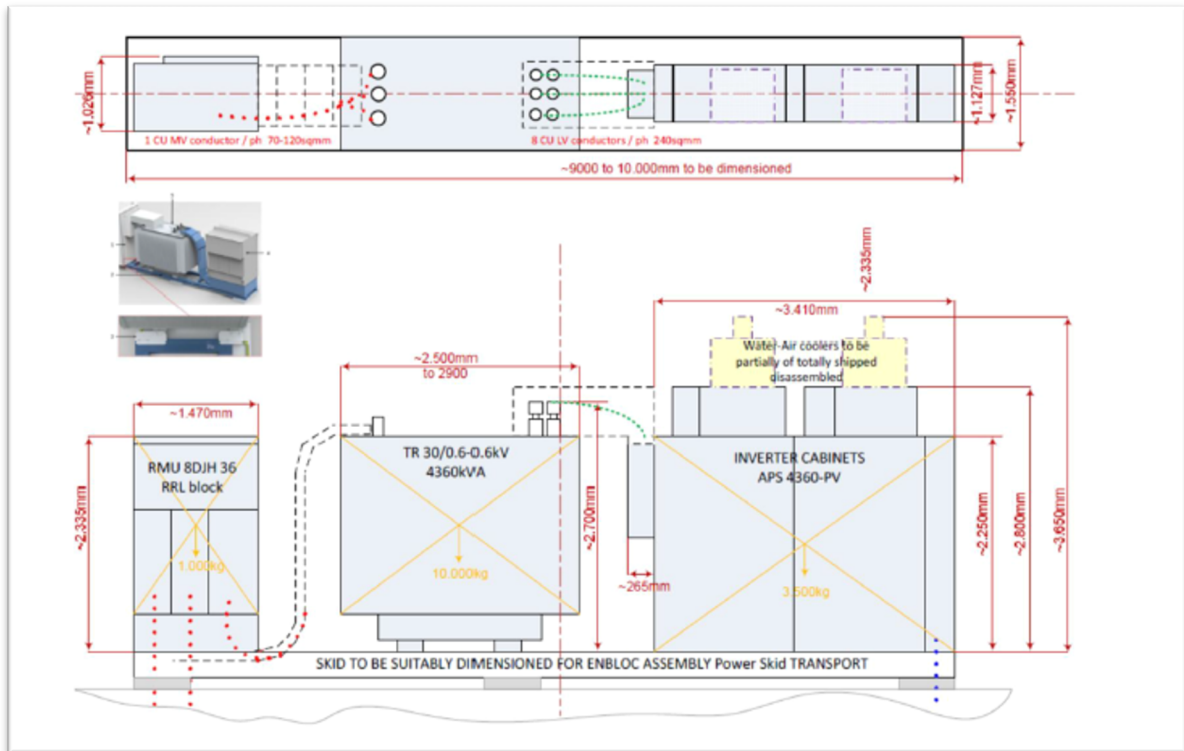 ~1.026mm
1 CU MV conductor / ph 70-120sqmm
8 CU LV conductors / ph 240sqmm
~1.127mm
~1.550mm
~9000 to 10.000mm to be dimensioned
~2.335mm
~3.410mm
Water-Air coolers to be
partially of totally shipped
disassembled
~2.500mm
to 2900
~1.470mm
RMU 8DJH 36
RRL block
TR 30/0.6-0.6kV
4360kVA
INVERTER CABINETS
APS 4360-PV
~2.335mm
1.000kg
10.000kg
~2.700mm
~265mm
3.500kg
~2.250mm
~2.800mm
~3.650mm
SKID TO BE SUITABLY DIMENSIONED FOR ENBLOC ASSEMBLY Power Skid TRANSPORT